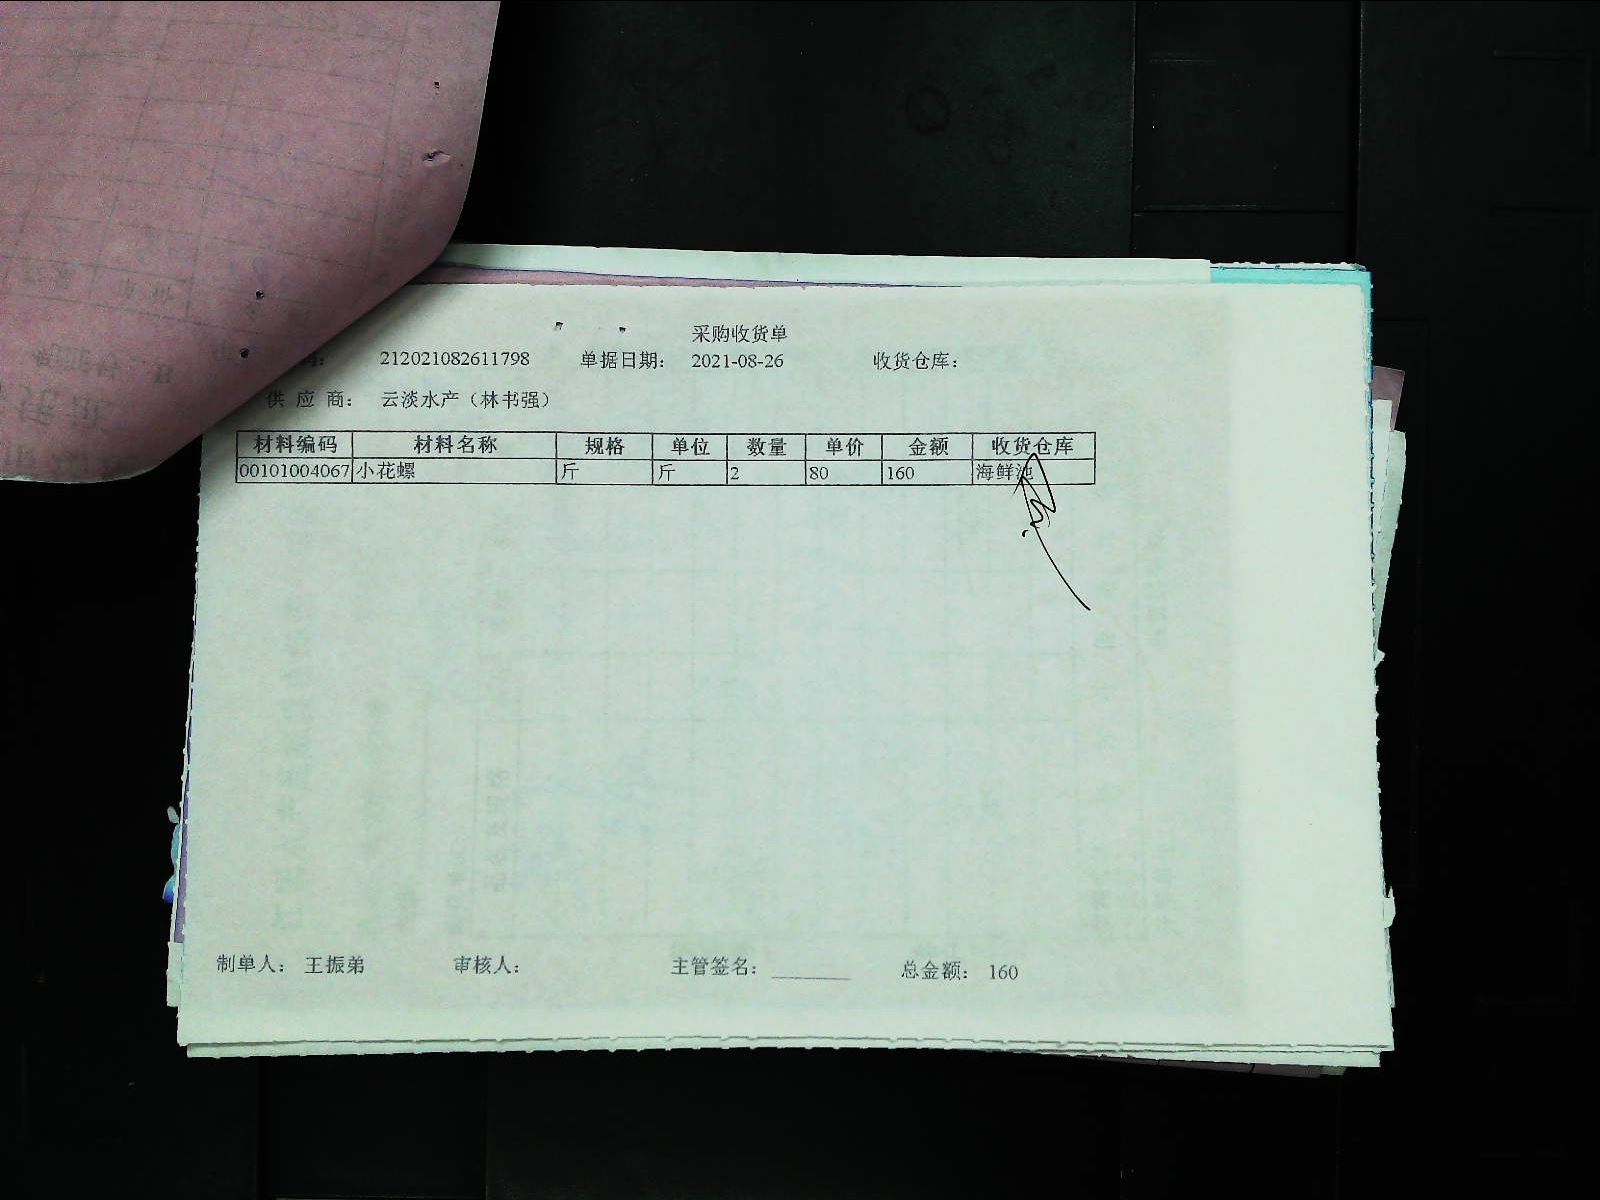 采购收货单
码： 212021082611798 单据日期： 2021-08-26 收货仓库：
供 应 商： 云淡水产（林书强）
材料编码 材料名称 规格 单位 数量 单价 金额 收货仓库
00101004067 小花螺 斤 斤 2 80 160 海鲜池
制单人： 王振弟 审核人： 主管签名： ________ 总金额： 160